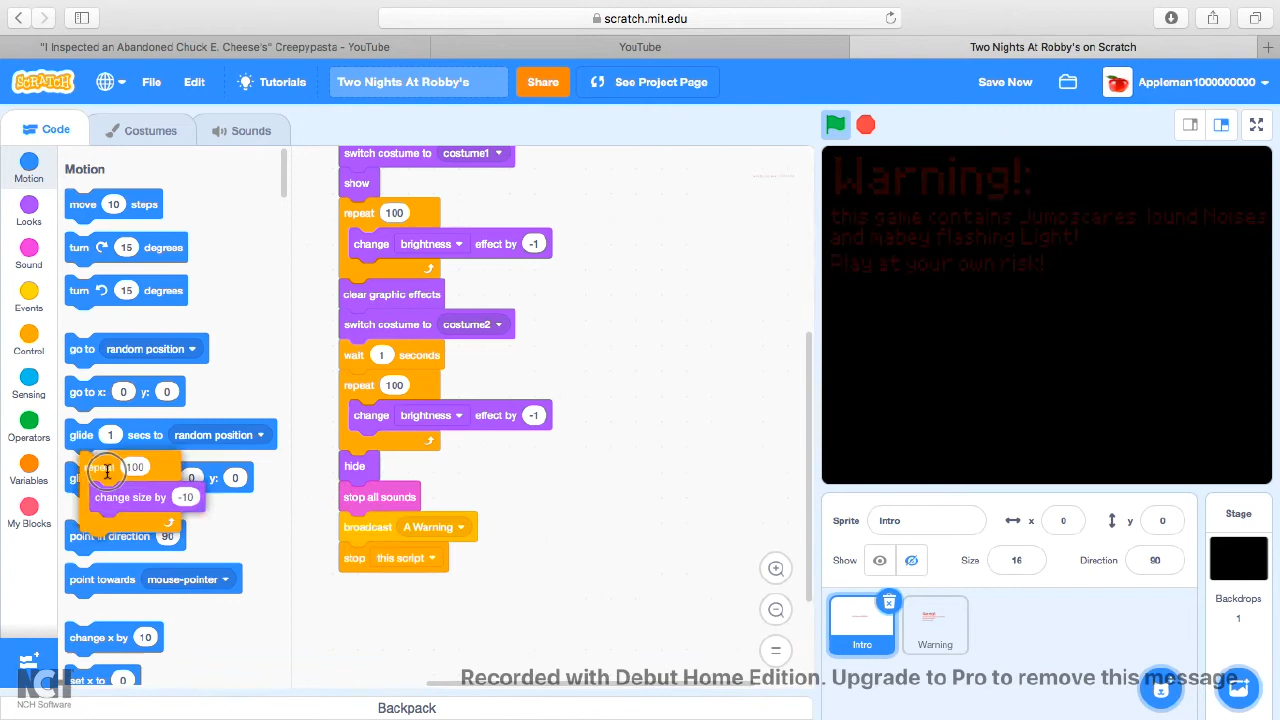 scratch.mit.edu
"I Inspected an Abandoned Chuck E. Cheese's" Creepypasta - YouTube
YouTube
Two Nights At Robby's on Scratch
SCRATCH
File
Edit
Tutorials
Two Nights At Robby's
Share
See Project Page
Save Now
Appleman1000000000
Code
Costumes
Sounds
Motion
Looks
Sound
Events
Control
Sensing
Operators
Variables
My Blocks
Motion
move 10 steps
turn 15 degrees
turn 15 degrees
go to random position
go to x: 0 y: 0
glide 1 secs to random position
0 y: 0
repeat 100
change size by -10
point in direction 90
point towards mouse-pointer
change x by 10
set x to 0
switch costume to costume1
show
repeat 100
change brightness effect by -1
clear graphic effects
switch costume to costume2
wait 1 seconds
repeat 100
change brightness effect by -1
hide
stop all sounds
broadcast A Warning
stop this script
Warning!:
this game contains Jumpscares, lound Noises
and mabey flashing Light!
Play at your own risk!
Sprite Intro x 0 y 0
Show Size 16 Direction 90
Intro
Warning
Stage
Backdrops
1
Backpack
NCH
NCH Software
Recorded with Debut Home Edition. Upgrade to Pro to remove this message.